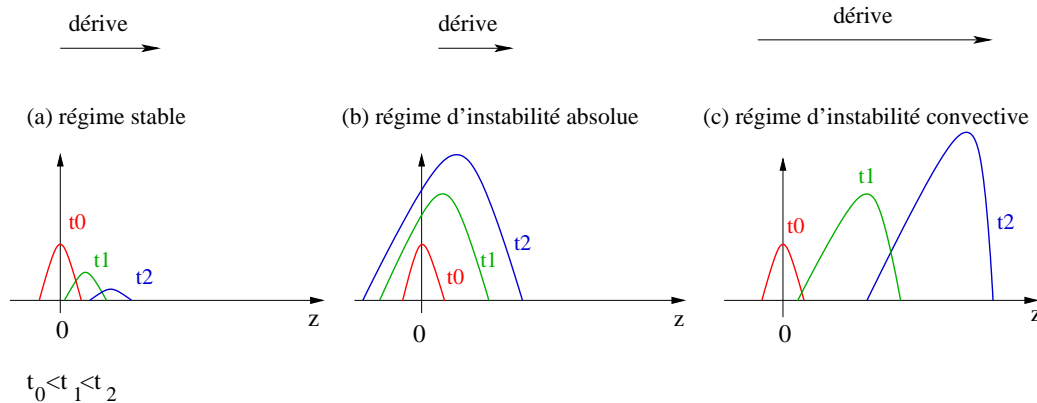 dérive
dérive
dérive
(a) régime stable
(b) régime d'instabilité absolue
(c) régime d'instabilité convective
t0
t1
t2
0
z
t0
t1
t2
0
z
t0
t1
t2
0
z
t0<t1<t2